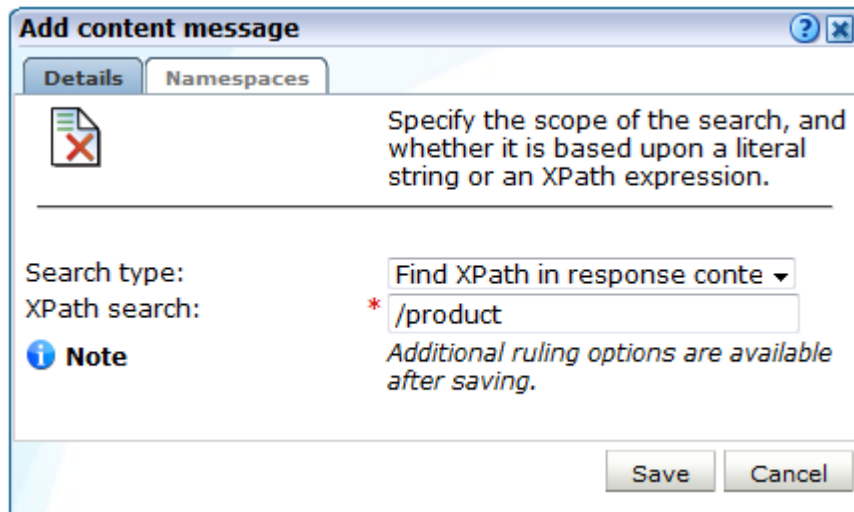 Add content message
Details Namespaces
Specify the scope of the search, and
whether it is based upon a literal
string or an XPath expression.
Search type: Find XPath in response conte
XPath search: * /product
Note Additional ruling options are available
after saving.
Save Cancel